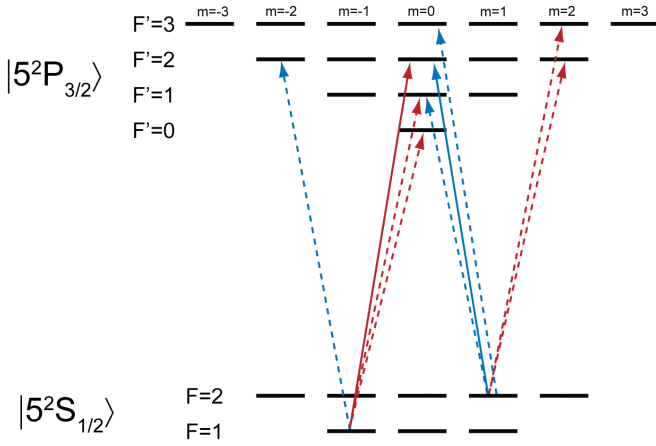 m=-3 m=-2 m=-1 m=0 m=1 m=2 m=3
F'=3
F'=2
|5²P₃/₂⟩
F'=1
F'=0
F=2
|5²S₁/₂⟩
F=1